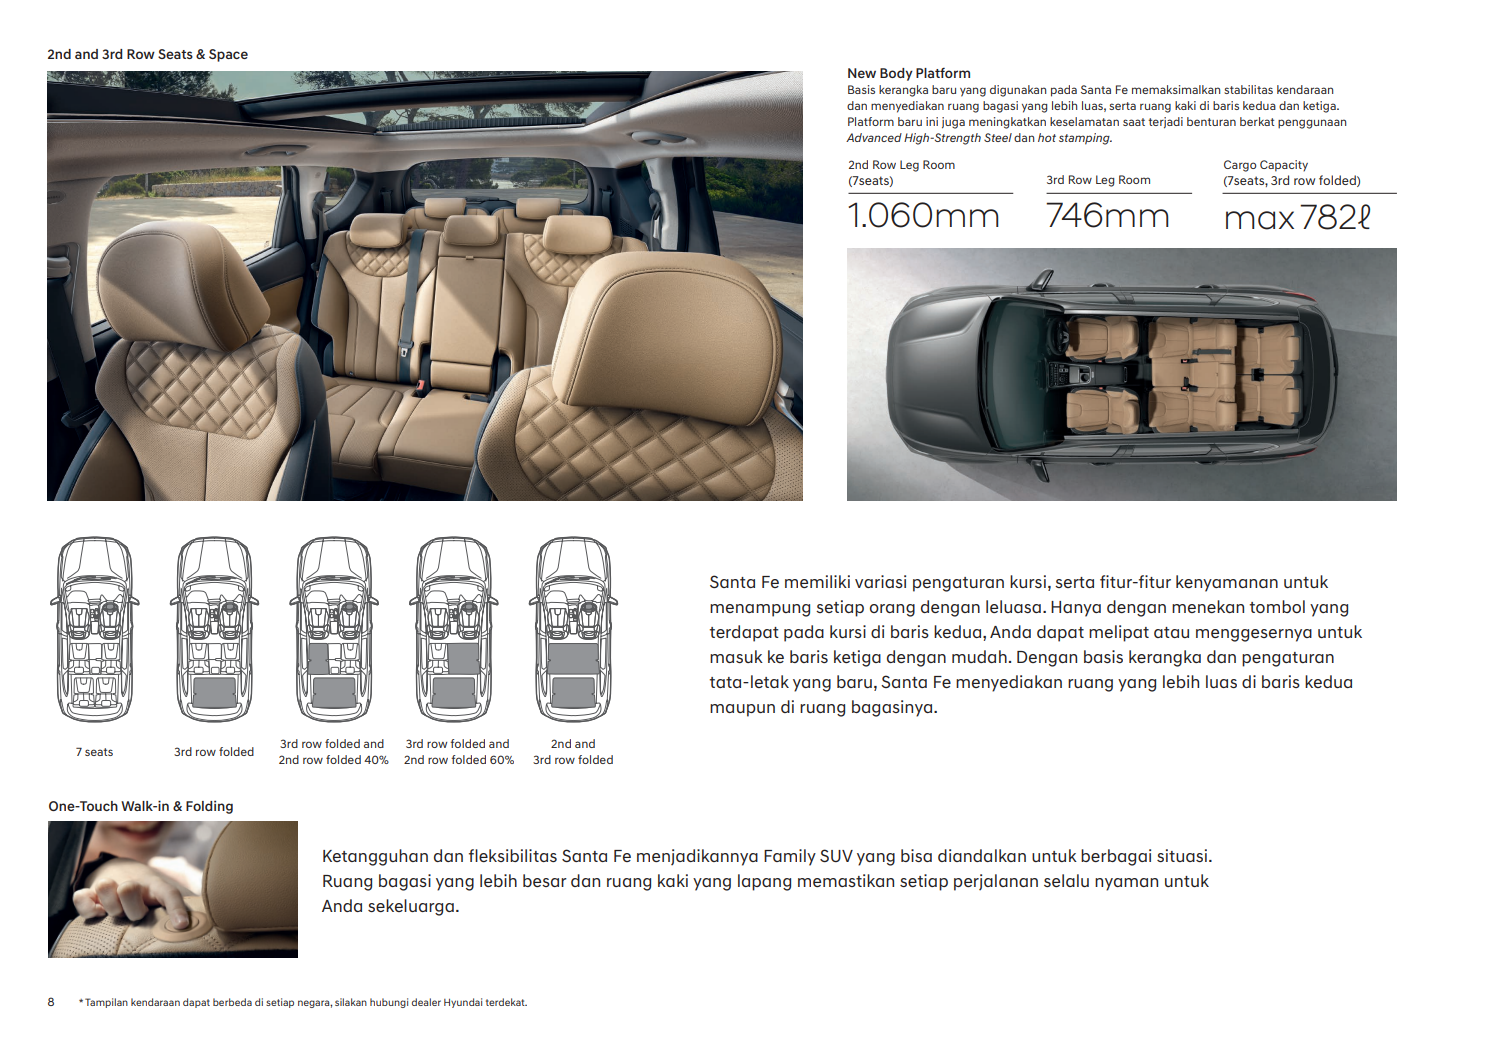 2nd and 3rd Row Seats & Space
New Body Platform
Basis kerangka baru yang digunakan pada Santa Fe memaksimalkan stabilitas kendaraan
dan menyediakan ruang bagasi yang lebih luas, serta ruang kaki di baris kedua dan ketiga.
Platform baru ini juga meningkatkan keselamatan saat terjadi benturan berkat penggunaan
Advanced High-Strength Steel dan hot stamping.
2nd Row Leg Room
(7seats)
1.060mm
3rd Row Leg Room
746mm
Cargo Capacity
(7seats, 3rd row folded)
max 782ℓ
7 seats
3rd row folded
3rd row folded and
2nd row folded 40%
3rd row folded and
2nd row folded 60%
2nd and
3rd row folded
Santa Fe memiliki variasi pengaturan kursi, serta fitur-fitur kenyamanan untuk
menampung setiap orang dengan leluasa. Hanya dengan menekan tombol yang
terdapat pada kursi di baris kedua, Anda dapat melipat atau menggesernya untuk
masuk ke baris ketiga dengan mudah. Dengan basis kerangka dan pengaturan
tata-letak yang baru, Santa Fe menyediakan ruang yang lebih luas di baris kedua
maupun di ruang bagasinya.
One-Touch Walk-in & Folding
Ketangguhan dan fleksibilitas Santa Fe menjadikannya Family SUV yang bisa diandalkan untuk berbagai situasi.
Ruang bagasi yang lebih besar dan ruang kaki yang lapang memastikan setiap perjalanan selalu nyaman untuk
Anda sekeluarga.
8 * Tampilan kendaraan dapat berbeda di setiap negara, silakan hubungi dealer Hyundai terdekat.